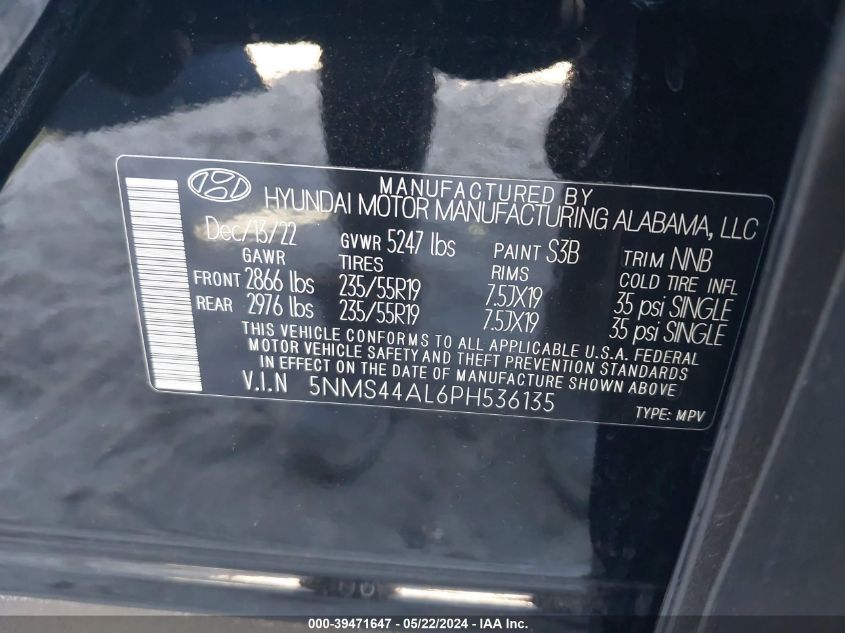 MANUFACTURED BY
HYUNDAI MOTOR MANUFACTURING ALABAMA, LLC
Dec/13/22 GVWR 5247 lbs PAINT S3B TRIM NNB
GAWR TIRES RIMS COLD TIRE INFL
FRONT 2866 lbs 235/55R19 7.5JX19 35 psi SINGLE
REAR 2976 lbs 235/55R19 7.5JX19 35 psi SINGLE
THIS VEHICLE CONFORMS TO ALL APPLICABLE U.S.A. FEDERAL
MOTOR VEHICLE SAFETY AND THEFT PREVENTION STANDARDS
IN EFFECT ON THE DATE OF MANUFACTURE SHOWN ABOVE
V.I.N 5NMS44AL6PH536135
TYPE: MPV
000-39471647 - 05/22/2024 - IAA Inc.